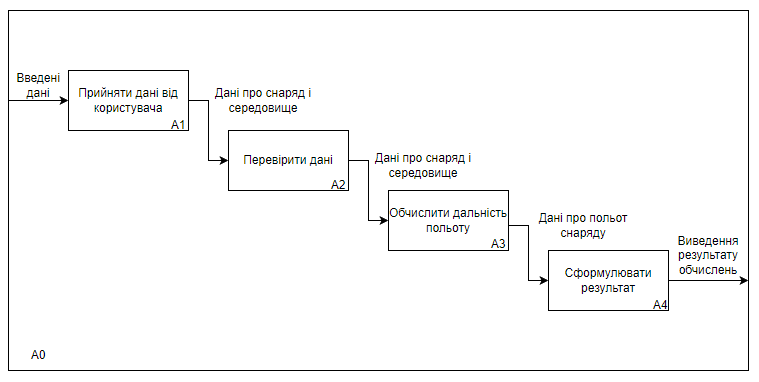 Введені
дані
Прийняти дані від
користувача
A1
Дані про снаряд і
середовище
Перевірити дані
A2
Дані про снаряд і
середовище
Обчислити дальність
польоту
A3
Дані про польот
снаряду
Сформулювати
результат
A4
Виведення
результату
обчислень
A0